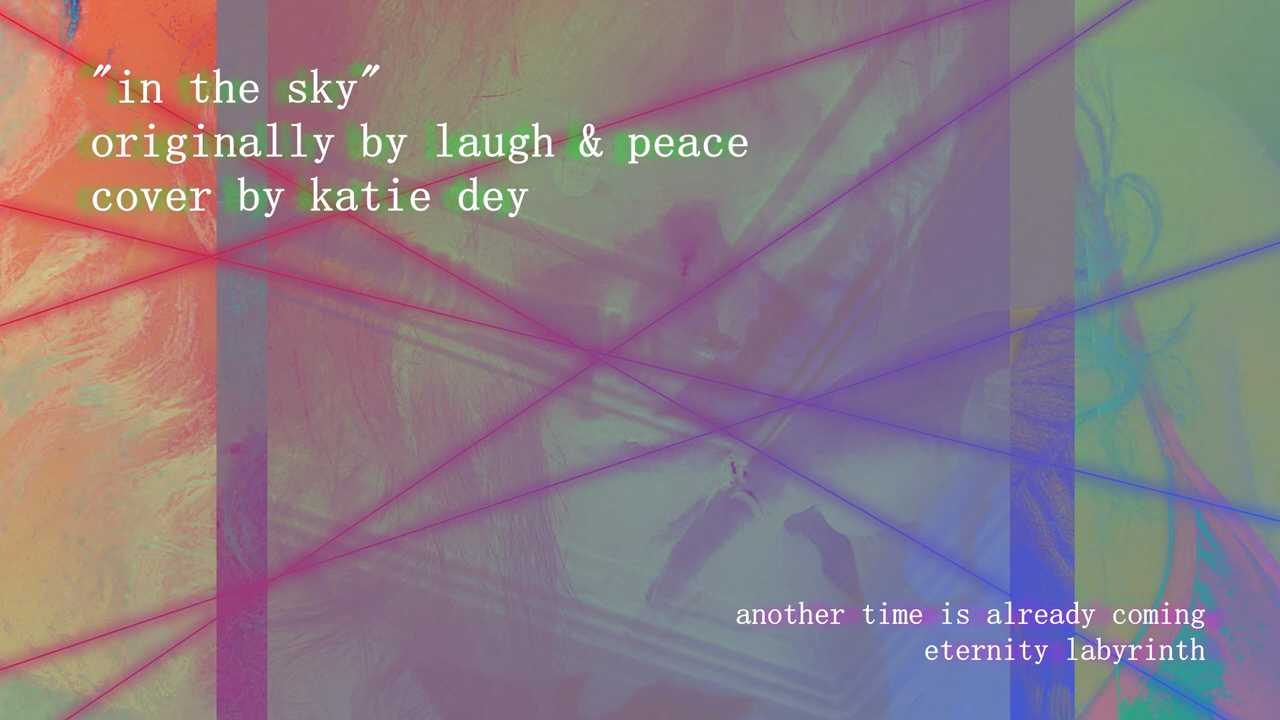 "in the sky"
originally by laugh & peace
cover by katie dey
another time is already coming
eternity labyrinth